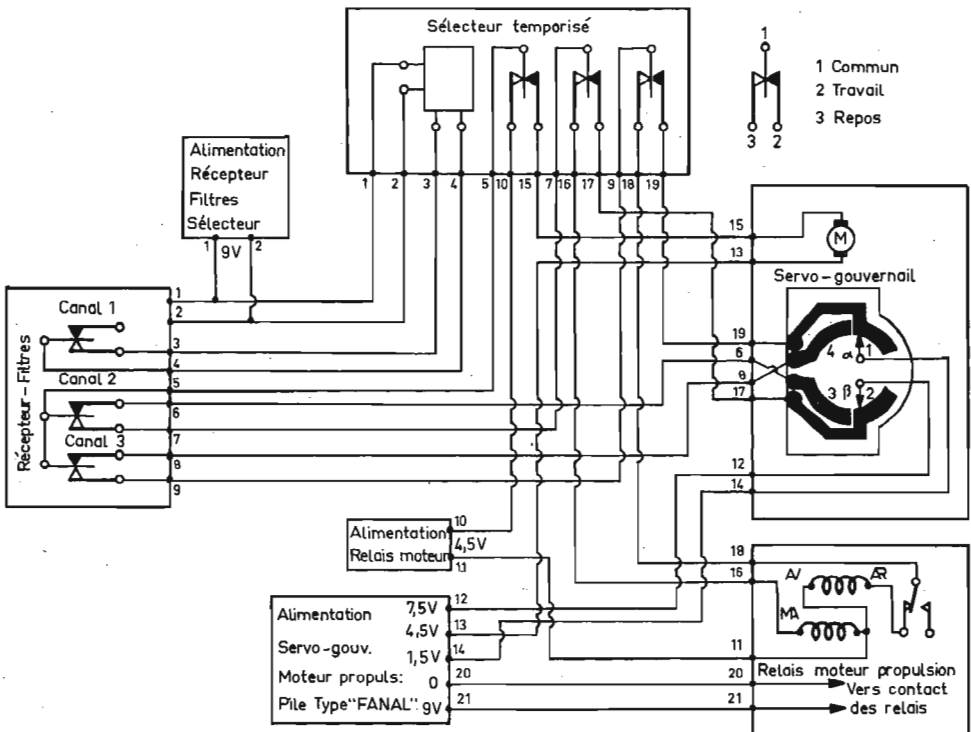 Sélecteur temporisé
1
1 Commun
2 Travail
3 Repos
3 2
1 2 3 4 5 10 15 7 16 17 9 18 19
Alimentation
Récepteur
Filtres
Sélecteur
1 9V 2
Récepteur-Filtres
Canal 1
Canal 2
Canal 3
1
2
3
4
5
6
7
8
9
15
13
M
Servo-gouvernail
19
6
8
17
4 α 1
3 β 2
12
14
Alimentation
Relais moteur
10
4,5V
11
Alimentation
Servo-gouv.
Moteur propuls:
Pile Type "FANAL"
7,5V 12
4,5V 13
1,5V 14
0 20
9V 21
18
16
11
20
21
AV AR
MA
Relais moteur propulsion
Vers contact
des relais